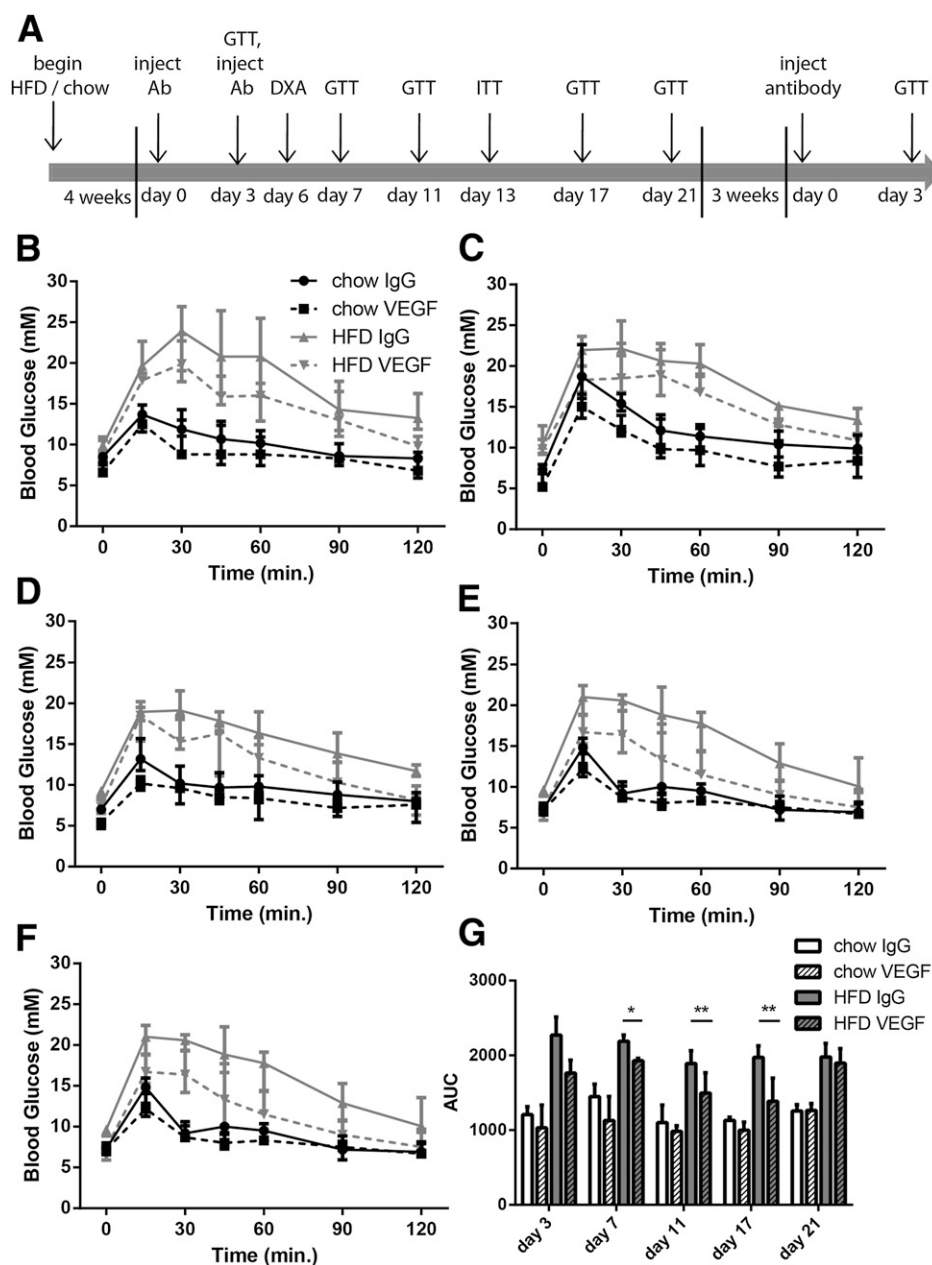 A
begin
HFD / chow
inject
Ab
GTT,
inject
Ab
DXA
GTT
GTT
ITT
GTT
GTT
inject
antibody
GTT
4 weeks
day 0
day 3
day 6
day 7
day 11
day 13
day 17
day 21
3 weeks
day 0
day 3
B
Blood Glucose (mM)
30
25
20
15
10
5
0
0 30 60 90 120
Time (min.)
chow IgG
chow VEGF
HFD IgG
HFD VEGF
C
Blood Glucose (mM)
30
25
20
15
10
5
0
0 30 60 90 120
Time (min.)
D
Blood Glucose (mM)
30
25
20
15
10
5
0
0 30 60 90 120
Time (min.)
E
Blood Glucose (mM)
30
25
20
15
10
5
0
0 30 60 90 120
Time (min.)
F
Blood Glucose (mM)
30
25
20
15
10
5
0
0 30 60 90 120
Time (min.)
G
chow IgG
chow VEGF
HFD IgG
HFD VEGF
AUC
3000
2000
1000
0
* ** **
day 3 day 7 day 11 day 17 day 21